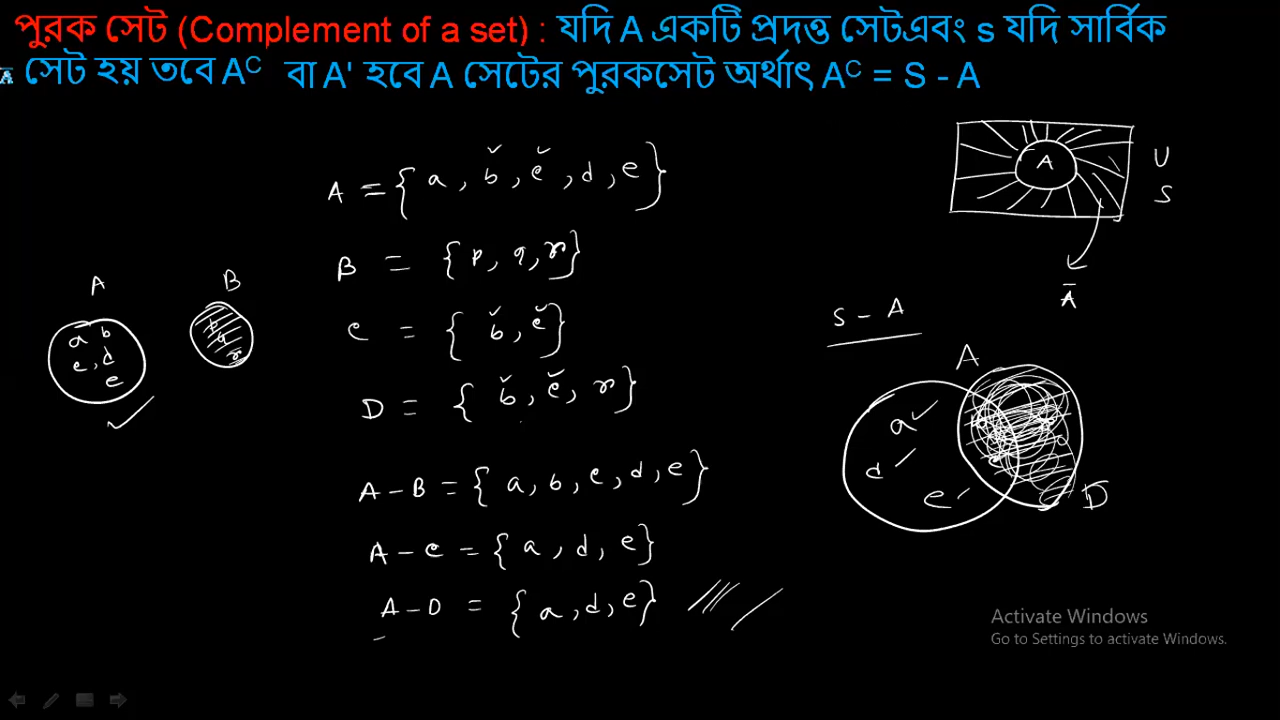 পুরক সেট (Complement of a set) : যদি A একটি প্রদত্ত সেটএবং s যদি সার্বিক
সেট হয় তবে Aᶜ বা A' হবে A সেটের পুরকসেট অর্থাৎ Aᶜ = S - A
A = {a, b, c, d, e}
B = {p, q, r}
C = {b, c}
D = {b, c, r}
A - B = {a, b, c, d, e}
A - C = {a, d, e}
A - D = {a, d, e}
A
B
a b
c, d
e
b
q
r
A
U
S
Ā
S - A
A
a
d
e
D
Activate Windows
Go to Settings to activate Windows.